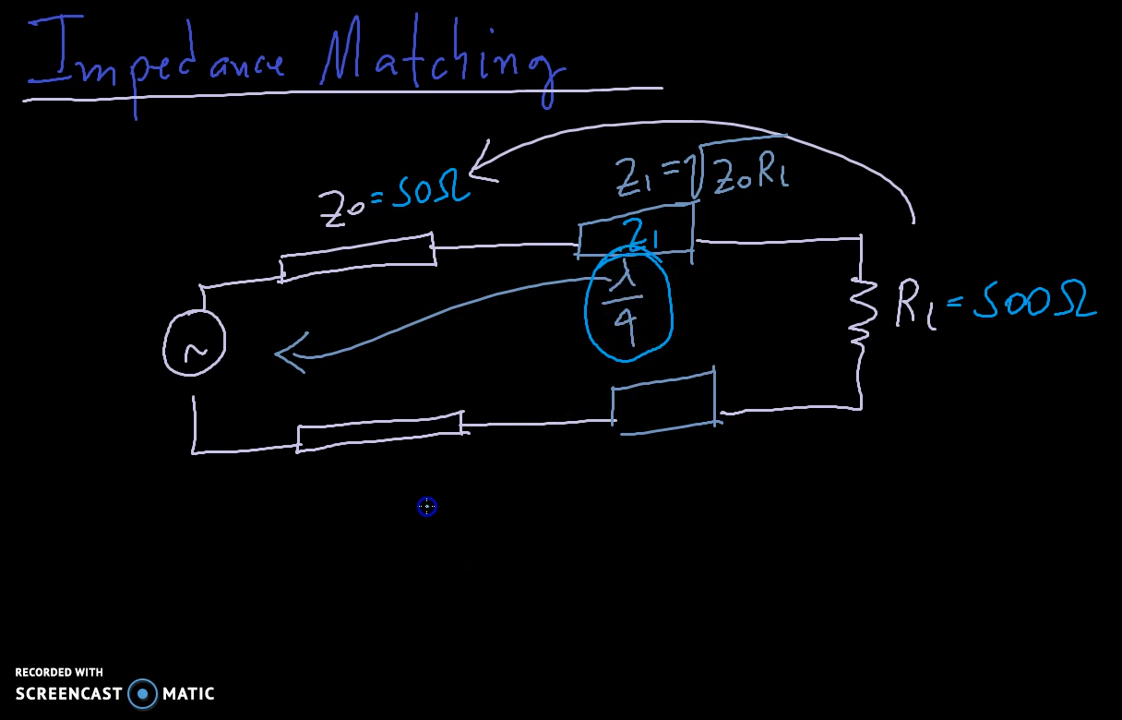 Impedance Matching
Z1 = √Z0RL
Z0 = 50Ω
Z1
λ/4
RL = 500Ω
~
RECORDED WITH
SCREENCAST MATIC